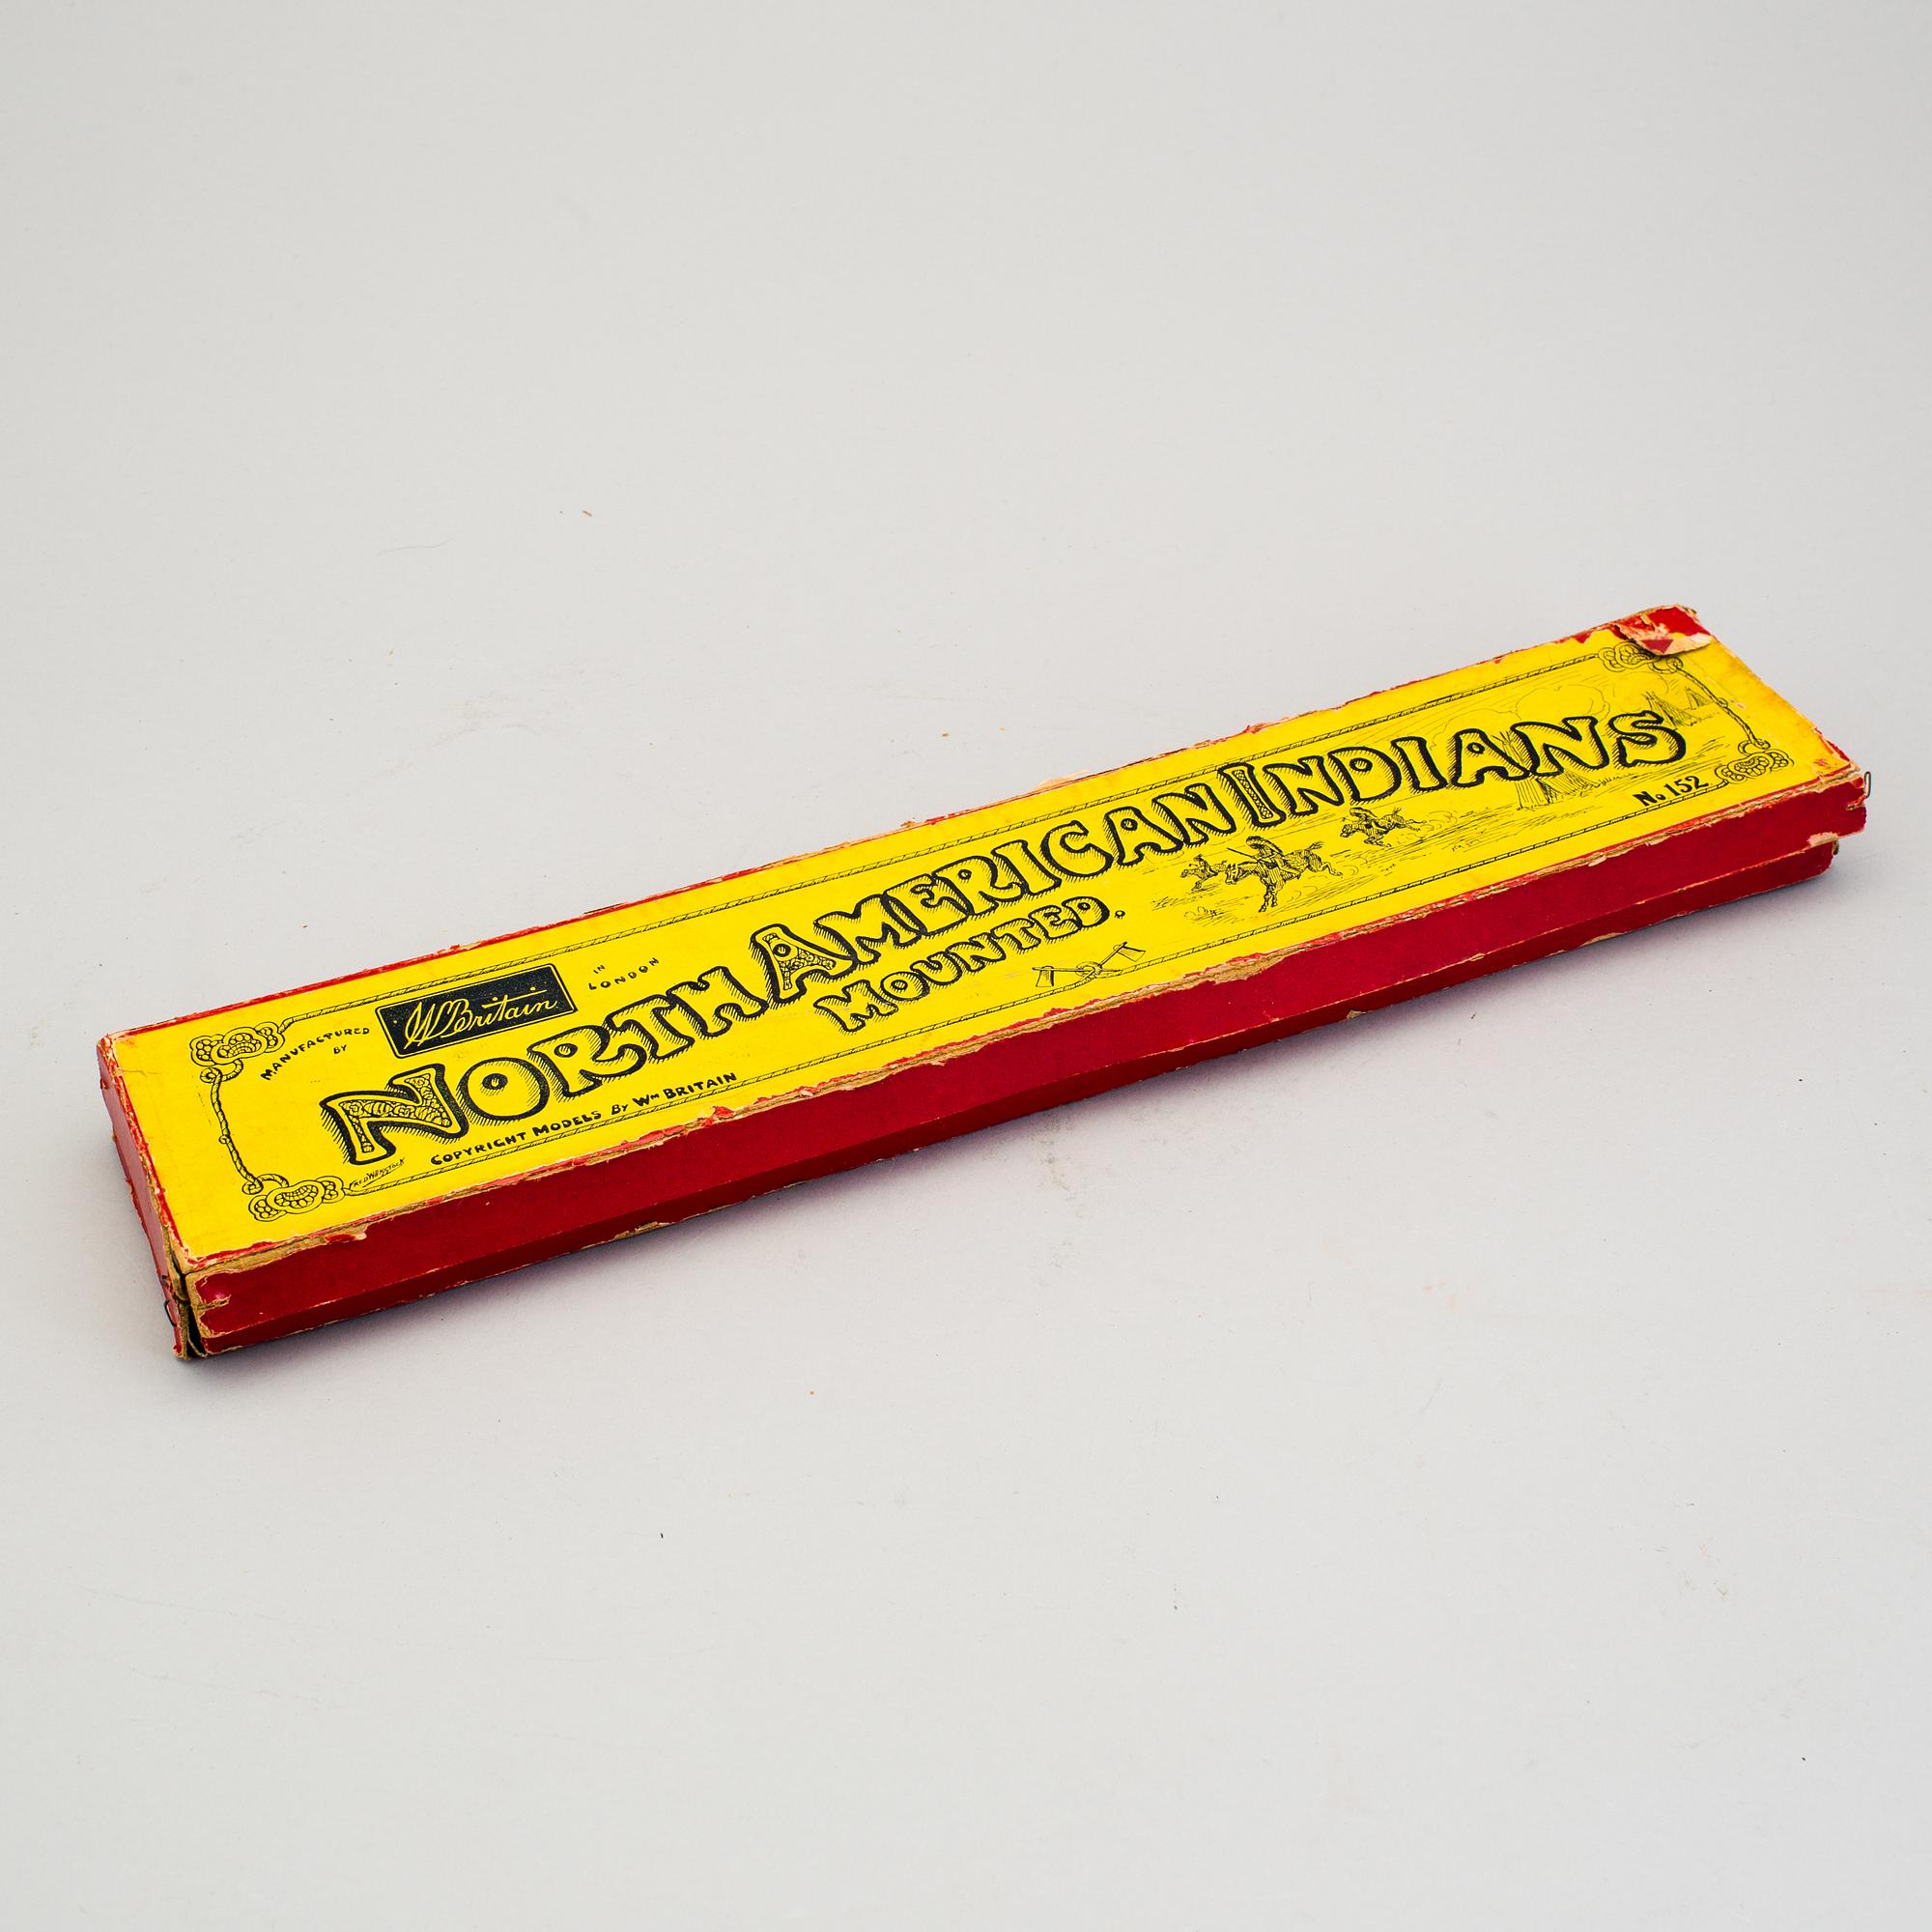 MANUFACTURED
BY
W Britain
IN
LONDON
NORTH AMERICAN INDIANS
MOUNTED.
No 152
COPYRIGHT MODELS BY Wm BRITAIN